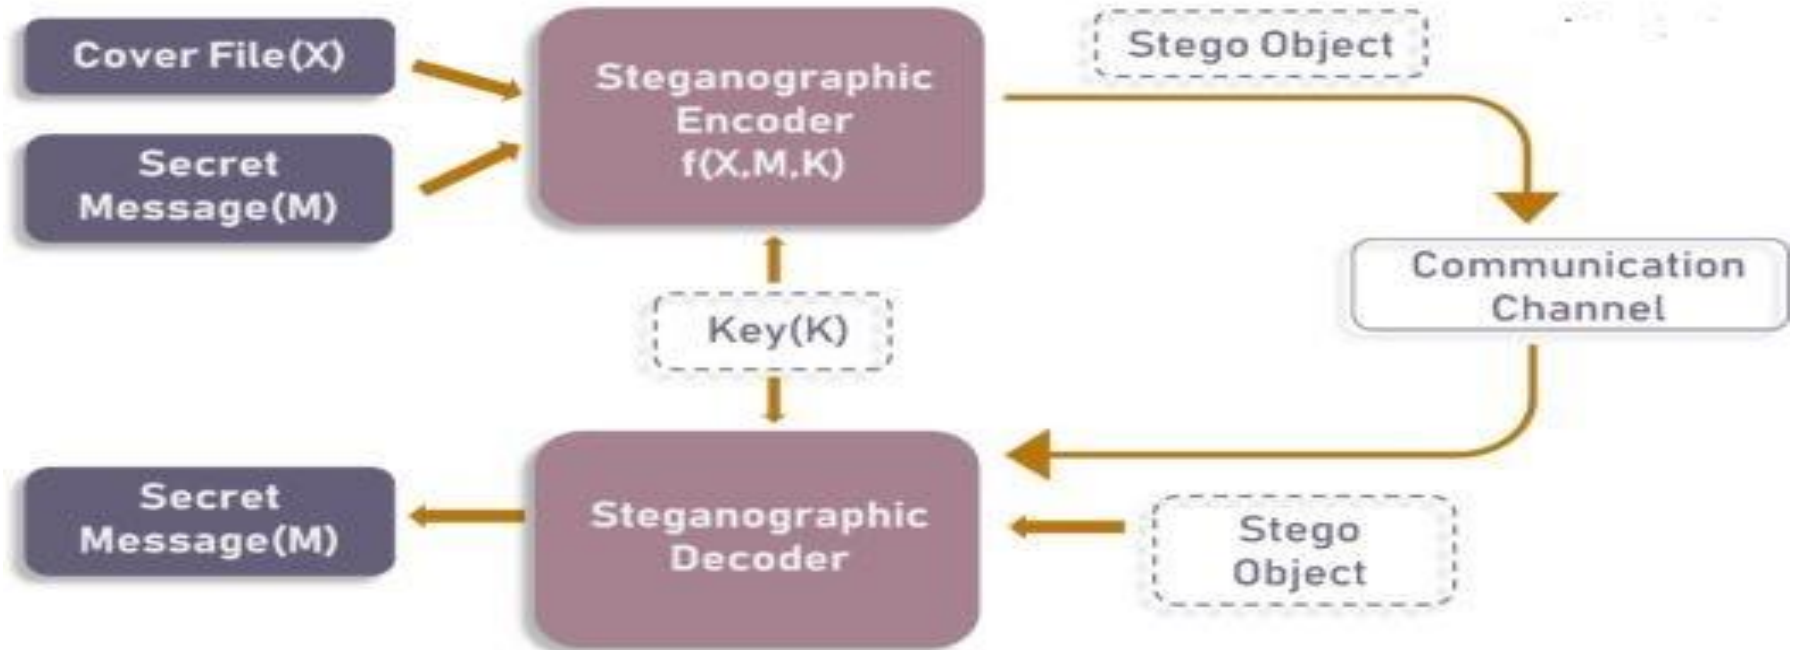 Cover File(X)
Steganographic
Encoder
f(X,M,K)
Stego Object
Secret
Message(M)
Communication
Channel
Key(K)
Secret
Message(M)
Steganographic
Decoder
Stego
Object